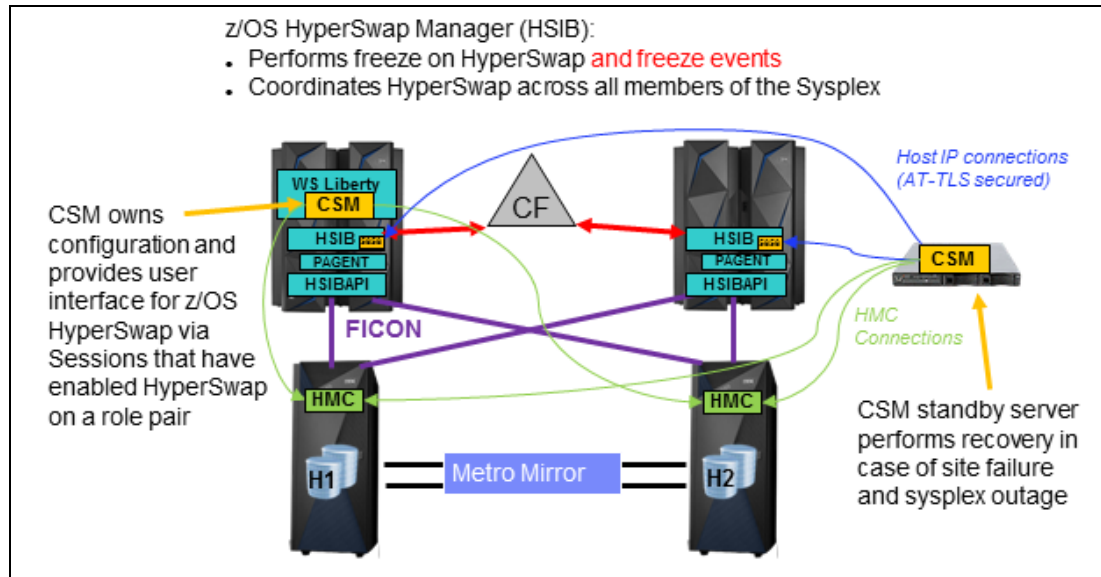 z/OS HyperSwap Manager (HSIB):
• Performs freeze on HyperSwap and freeze events
• Coordinates HyperSwap across all members of the Sysplex
WS Liberty
CSM
HSIB
PAGENT
HSIBAPI
CF
HSIB
PAGENT
HSIBAPI
Host IP connections
(AT-TLS secured)
CSM
CSM owns
configuration and
provides user
interface for z/OS
HyperSwap via
Sessions that have
enabled HyperSwap
on a role pair
FICON
HMC
Connections
HMC
HMC
H1
H2
Metro Mirror
CSM standby server
performs recovery in
case of site failure
and sysplex outage